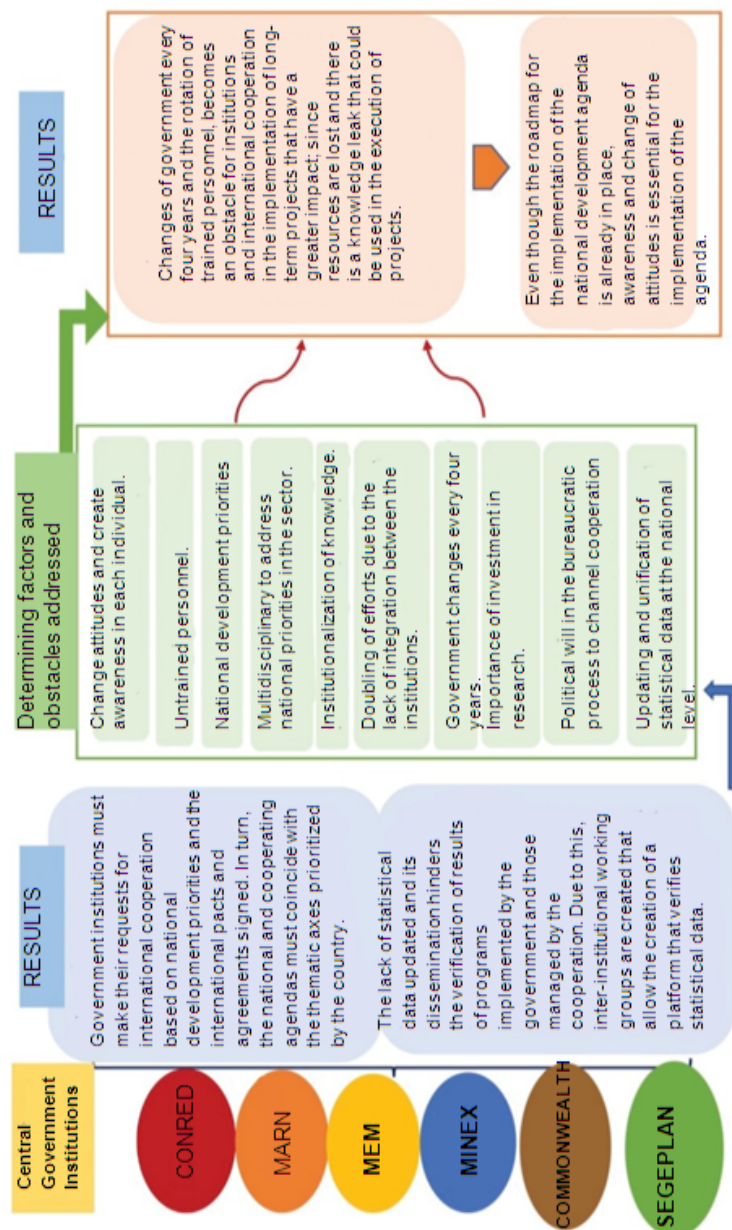 Central
Government
Institutions
CONRED
MARN
MEM
MINEX
COMMONWEALTH
SEGEPLAN
RESULTS
Government institutions must
make their requests for
international cooperation
based on national
development priorities and the
international pacts and
agreements signed. In turn,
the national and cooperating
agendas must coincide with
the thematic axes prioritized
by the country.
The lack of statistical
data updated and its
dissemination hinders
the verification of results
of programs
implemented by the
government and those
managed by the
cooperation. Due to this,
inter-institutional working
groups are created that
allow the creation of a
platform that verifies
statistical data.
Determining factors and
obstacles addressed
Change attitudes and create
awareness in each individual.
Untrained personnel.
National development priorities
Multidisciplinary to address
national priorities in the sector.
Institutionalization of knowledge.
Doubling of efforts due to the
lack of integration between the
institutions.
Government changes every four
years.
Importance of investment in
research.
Political will in the bureaucratic
process to channel cooperation
Updating and unification of
statistical data at the national
level.
RESULTS
Changes of government every
four years and the rotation of
trained personnel, becomes
an obstacle for institutions
and international cooperation
in the implementation of long-
term projects that have a
greater impact; since
resources are lost and there
is a knowledge leak that could
be used in the execution of
projects.
Even though the roadmap for
the implementation of the
national development agenda
is already in place,
awareness and change of
attitudes is essential for the
implementation of the
agenda.